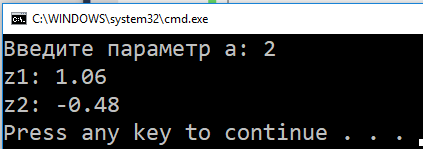 C:\WINDOWS\system32\cmd.exe
Введите параметр a: 2
z1: 1.06
z2: -0.48
Press any key to continue . . .